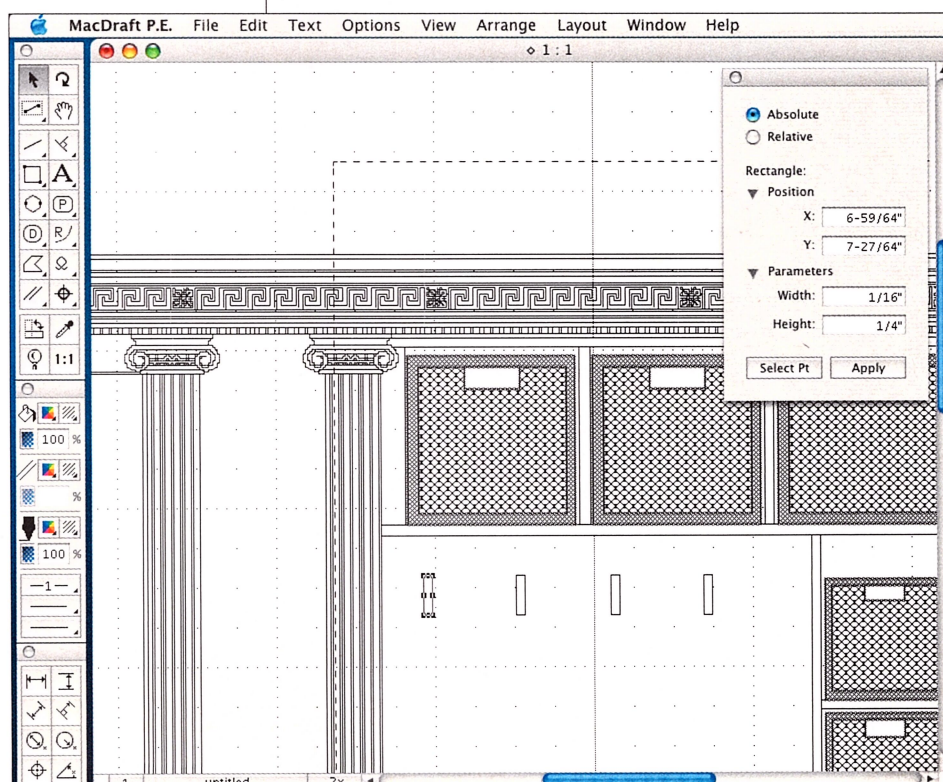 MacDraft P.E. File Edit Text Options View Arrange Layout Window Help
1:1
Absolute
Relative
Rectangle:
Position
X: 6-59/64"
Y: 7-27/64"
Parameters
Width: 1/16"
Height: 1/4"
Select Pt Apply
A
P
D R
1:1
100 %
%
100 %
1
1 untitled 2x